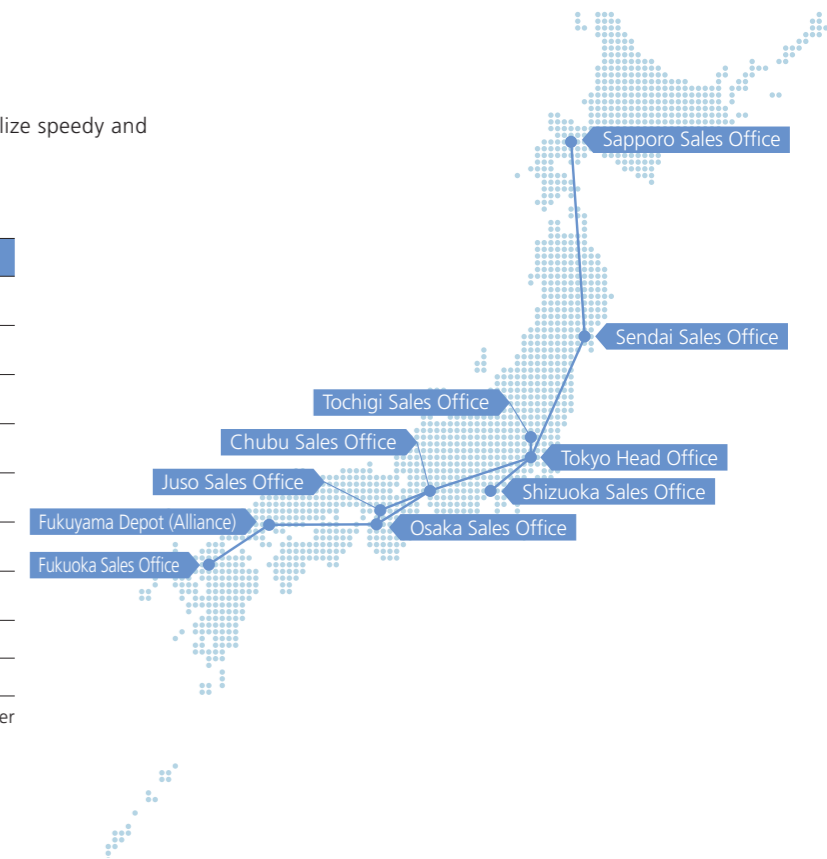 lize speedy and
Sapporo Sales Office
Sendai Sales Office
Tochigi Sales Office
Chubu Sales Office
Tokyo Head Office
Juso Sales Office
Shizuoka Sales Office
Fukuyama Depot (Alliance)
Osaka Sales Office
Fukuoka Sales Office
er